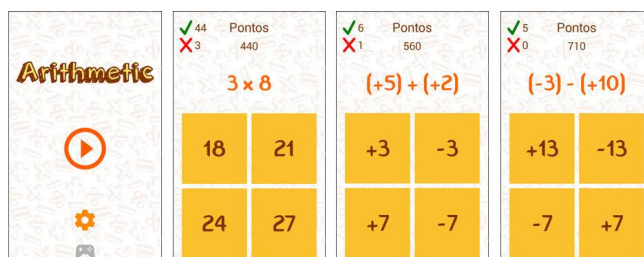 Arithmetic
44 Pontos
3 440
3 × 8
18 21
24 27
6 Pontos
1 560
(+5) + (+2)
+3 -3
+7 -7
5 Pontos
0 710
(-3) - (+10)
+13 -13
-7 +7